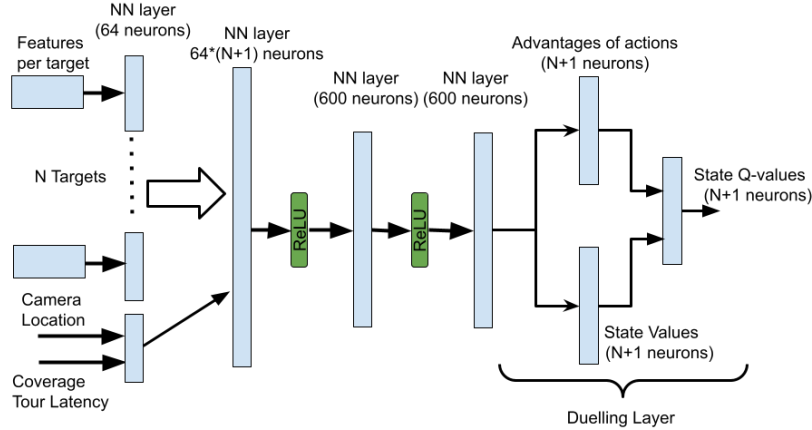 NN layer
(64 neurons)
Features
per target
N Targets
Camera
Location
Coverage
Tour Latency
NN layer
64*(N+1) neurons
ReLU
NN layer
(600 neurons)
ReLU
NN layer
(600 neurons)
Advantages of actions
(N+1 neurons)
State Values
(N+1 neurons)
State Q-values
(N+1 neurons)
Duelling Layer